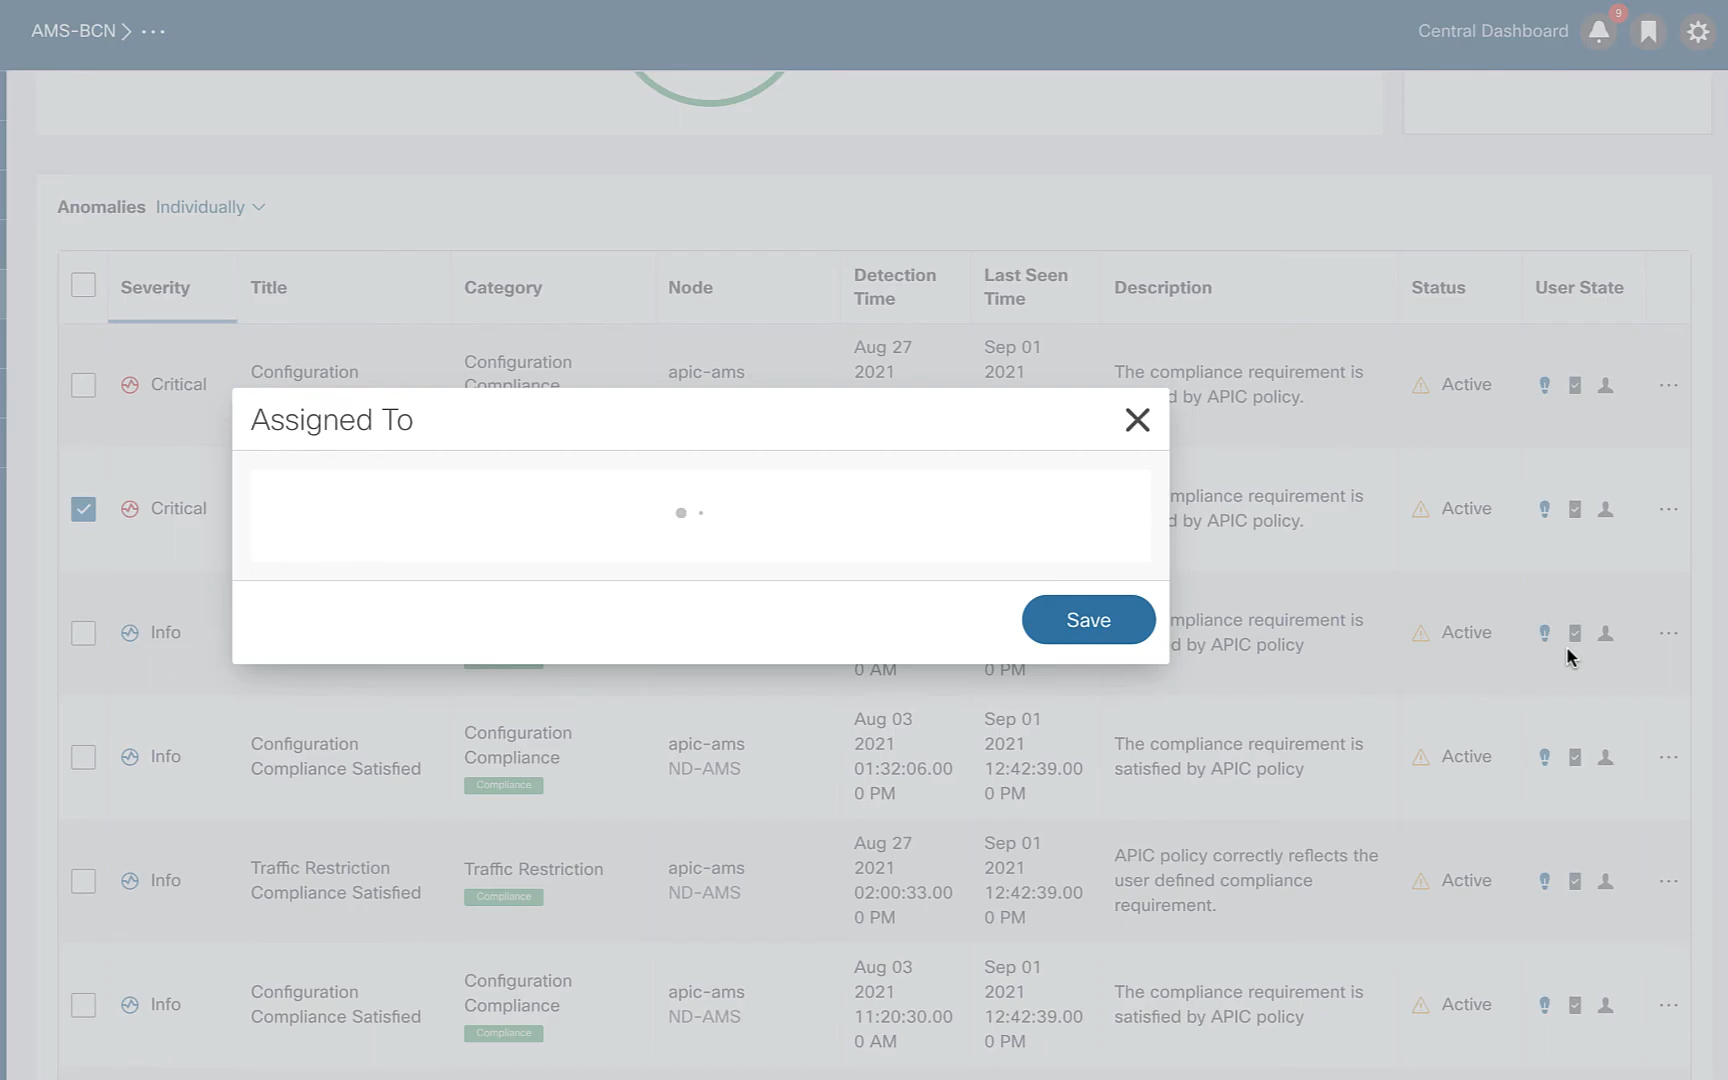 AMS-BCN
Central Dashboard
9
Anomalies Individually
Severity Title Category Node Detection Time Last Seen Time Description Status User State
Critical
Configuration
Configuration
apic-ams
Aug 27
2021
Sep 01
2021
The compliance requirement is
by APIC policy.
Active
Assigned To
Critical
compliance requirement is
by APIC policy.
Active
Save
Info
0 AM
0 PM
compliance requirement is
by APIC policy
Active
Info
Configuration
Compliance Satisfied
Configuration
Compliance
Compliance
apic-ams
ND-AMS
Aug 03
2021
01:32:06.00
0 PM
Sep 01
2021
12:42:39.00
0 PM
The compliance requirement is
satisfied by APIC policy
Active
Info
Traffic Restriction
Compliance Satisfied
Traffic Restriction
Compliance
apic-ams
ND-AMS
Aug 27
2021
02:00:33.00
0 PM
Sep 01
2021
12:42:39.00
0 PM
APIC policy correctly reflects the
user defined compliance
requirement.
Active
Info
Configuration
Compliance Satisfied
Configuration
Compliance
Compliance
apic-ams
ND-AMS
Aug 03
2021
11:20:30.00
0 AM
Sep 01
2021
12:42:39.00
0 PM
The compliance requirement is
satisfied by APIC policy
Active